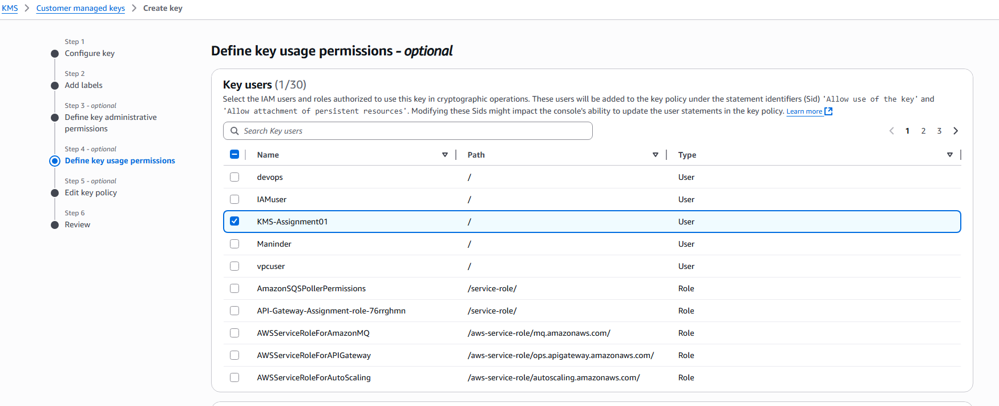 KMS > Customer managed keys > Create key
Step 1
Configure key
Step 2
Add labels
Step 3 - optional
Define key administrative
permissions
Step 4 - optional
Define key usage permissions
Step 5 - optional
Edit key policy
Step 6
Review
Define key usage permissions - optional
Key users (1/30)
Select the IAM users and roles authorized to use this key in cryptographic operations. These users will be added to the key policy under the statement identifiers (Sid) 'Allow use of the key' and
'Allow attachment of persistent resources'. Modifying these Sids might impact the console's ability to update the user statements in the key policy. Learn more
Search Key users
1 2 3
Name Path Type
devops / User
IAMuser / User
KMS-Assignment01 / User
Maninder / User
vpcuser / User
AmazonSQSPollerPermissions /service-role/ Role
API-Gateway-Assignment-role-76rrghmn /service-role/ Role
AWSServiceRoleForAmazonMQ /aws-service-role/mq.amazonaws.com/ Role
AWSServiceRoleForAPIGateway /aws-service-role/ops.apigateway.amazonaws.com/ Role
AWSServiceRoleForAutoScaling /aws-service-role/autoscaling.amazonaws.com/ Role